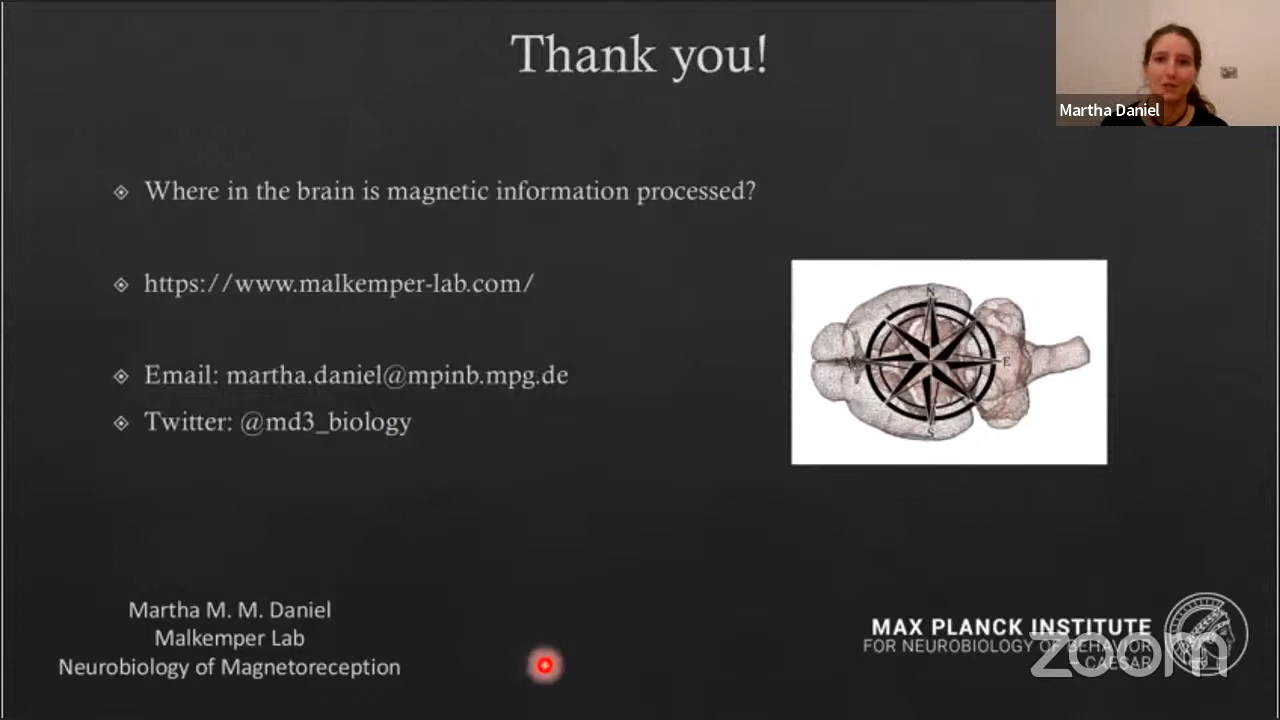 Thank you!
Martha Daniel
Where in the brain is magnetic information processed?
https://www.malkemper-lab.com/
Email: martha.daniel@mpinb.mpg.de
Twitter: @md3_biology
N
E
S
Martha M. M. Daniel
Malkemper Lab
Neurobiology of Magnetoreception
MAX PLANCK INSTITUTE
FOR NEUROBIOLOGY OF BEHAVIOR
– CAESAR
zoom